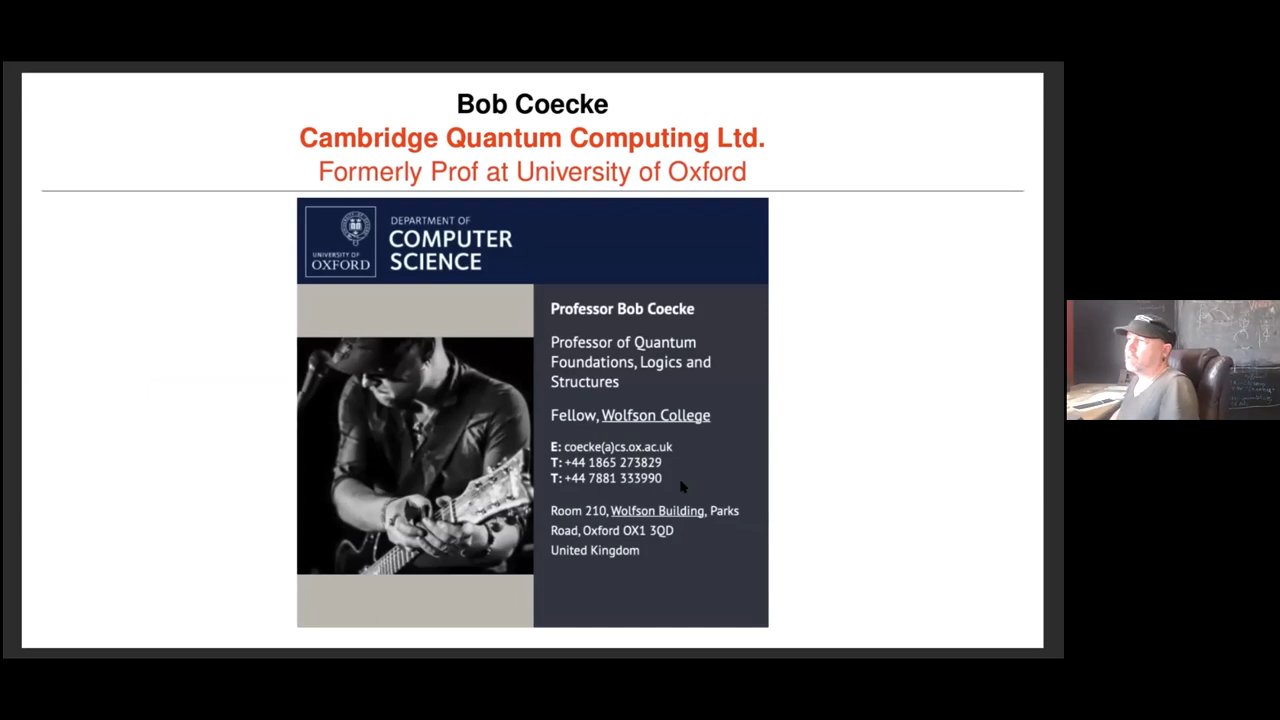 Bob Coecke
Cambridge Quantum Computing Ltd.
Formerly Prof at University of Oxford
UNIVERSITY OF
OXFORD
DEPARTMENT OF
COMPUTER
SCIENCE
Professor Bob Coecke
Professor of Quantum
Foundations, Logics and
Structures
Fellow, Wolfson College
E: coecke(a)cs.ox.ac.uk
T: +44 1865 273829
T: +44 7881 333990
Room 210, Wolfson Building, Parks
Road, Oxford OX1 3QD
United Kingdom